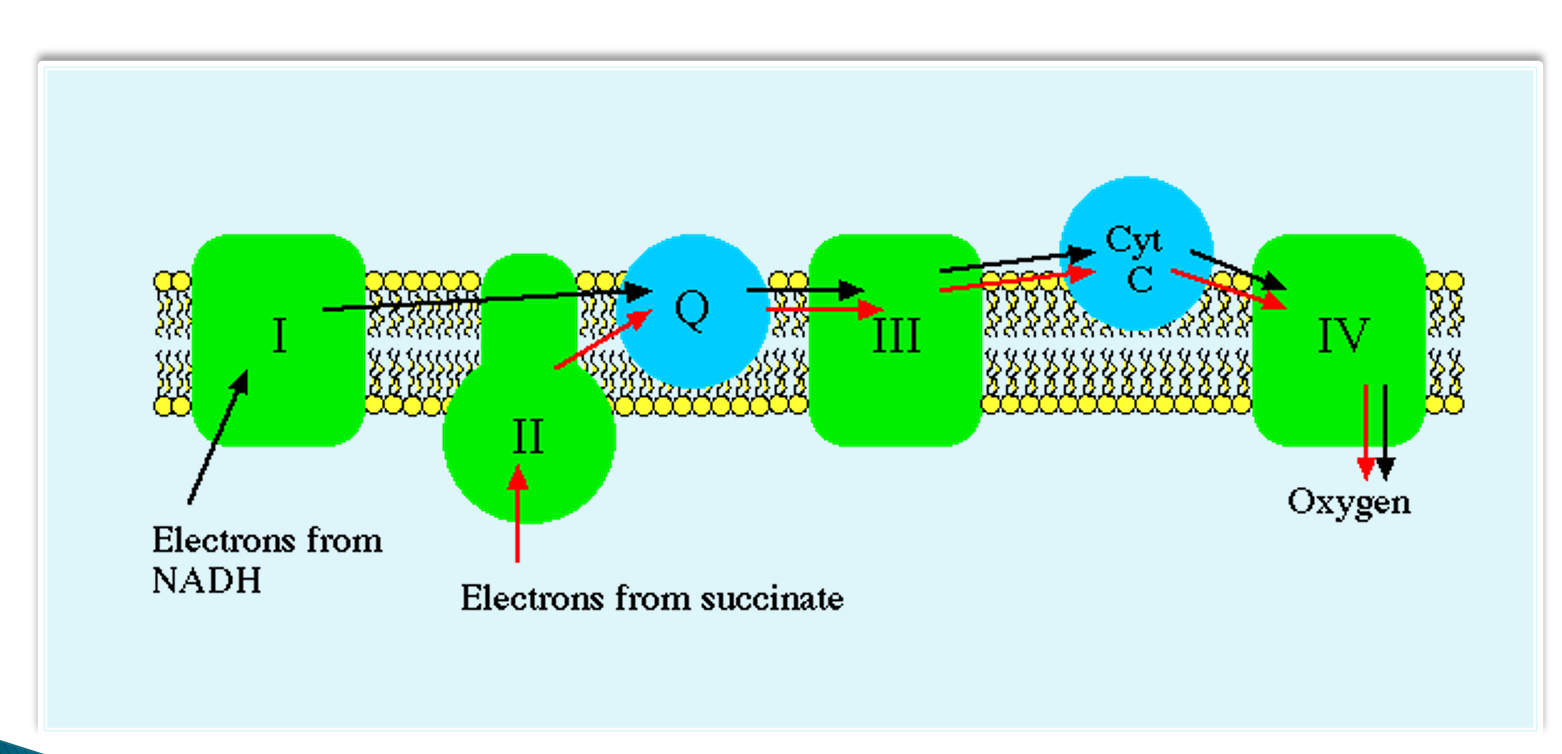 I
II
Q
III
Cyt
C
IV
Electrons from
NADH
Electrons from succinate
Oxygen